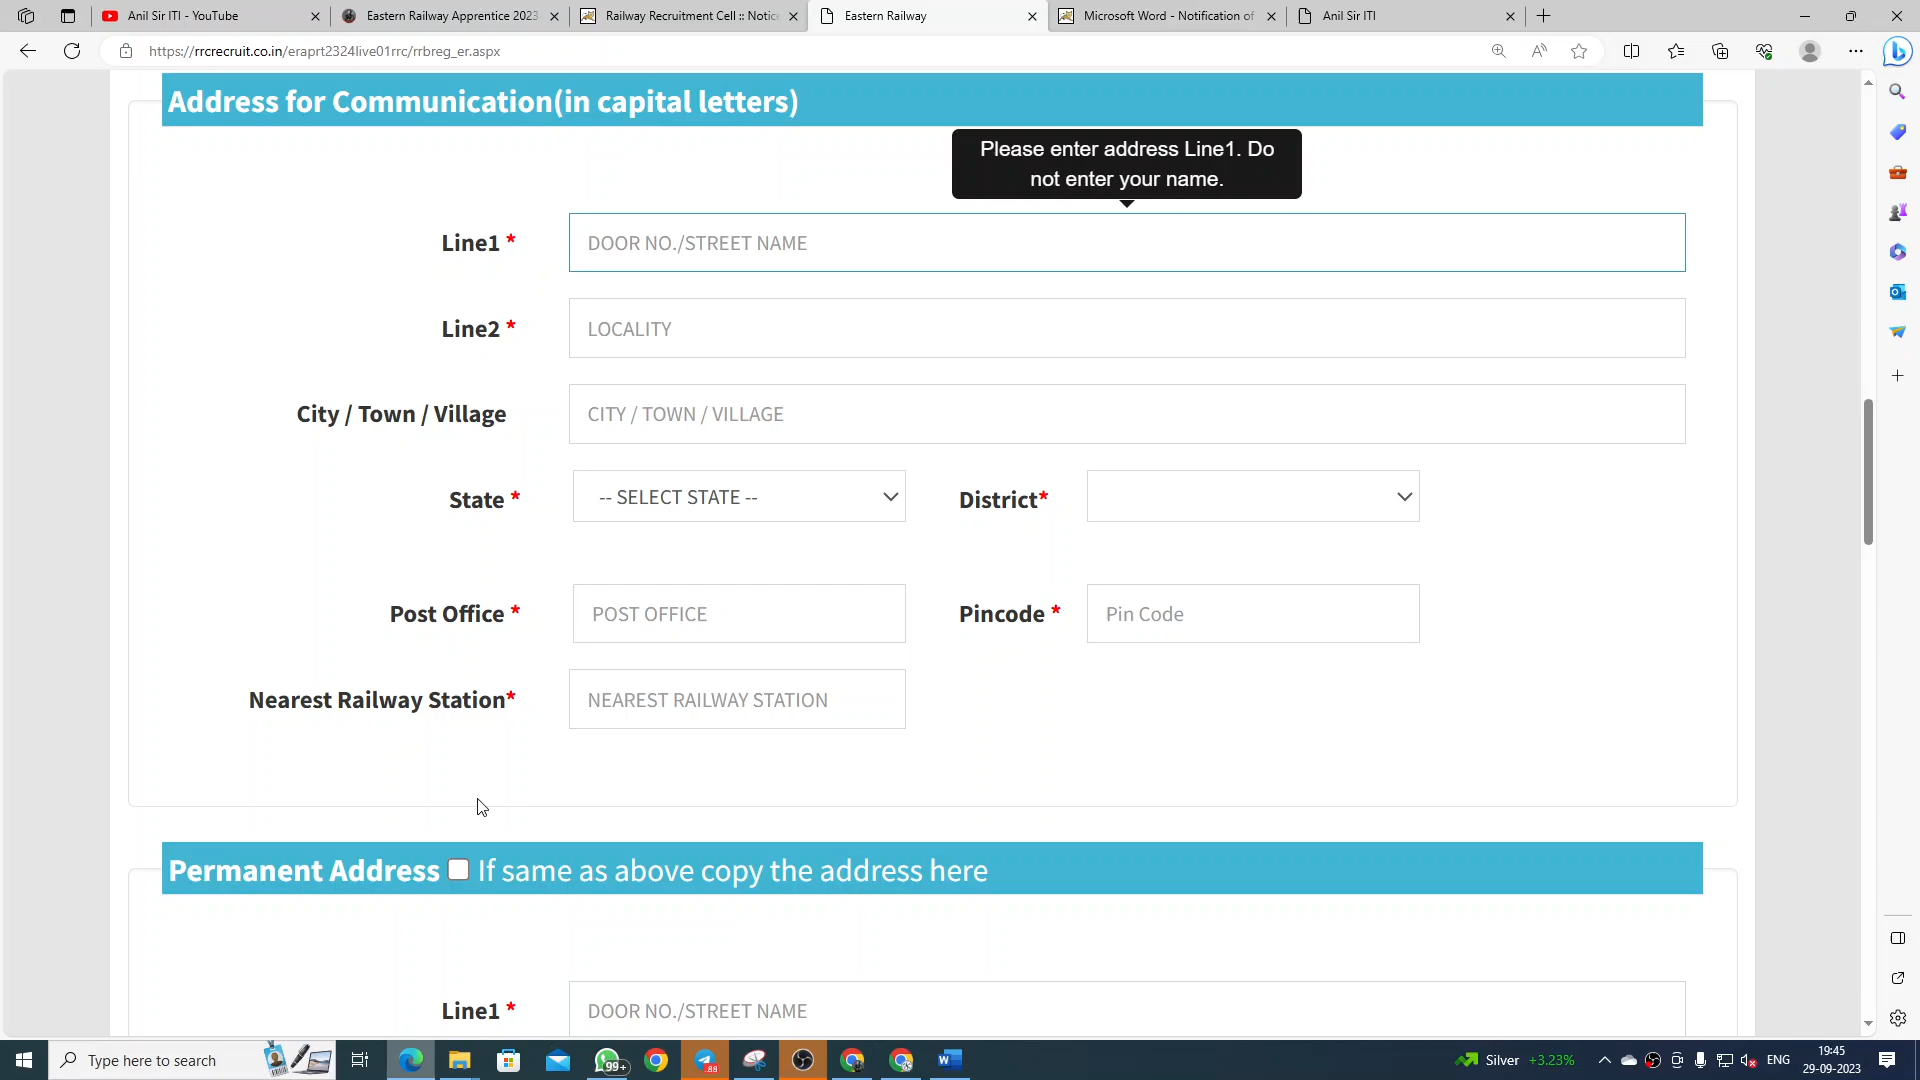 Anil Sir ITI - YouTube
Eastern Railway Apprentice 2023
Railway Recruitment Cell :: Notic
Eastern Railway
Microsoft Word - Notification of
Anil Sir ITI
https://rrcrecruit.co.in/eraprt2324live01rrc/rrbreg_er.aspx
Address for Communication(in capital letters)
Please enter address Line1. Do
not enter your name.
Line1 *
DOOR NO./STREET NAME
Line2 *
LOCALITY
City / Town / Village
CITY / TOWN / VILLAGE
State *
-- SELECT STATE --
District*
Post Office *
POST OFFICE
Pincode *
Pin Code
Nearest Railway Station*
NEAREST RAILWAY STATION
Permanent Address If same as above copy the address here
Line1 *
DOOR NO./STREET NAME
Type here to search
99+
88
Silver +3.23%
ENG
19:45
29-09-2023